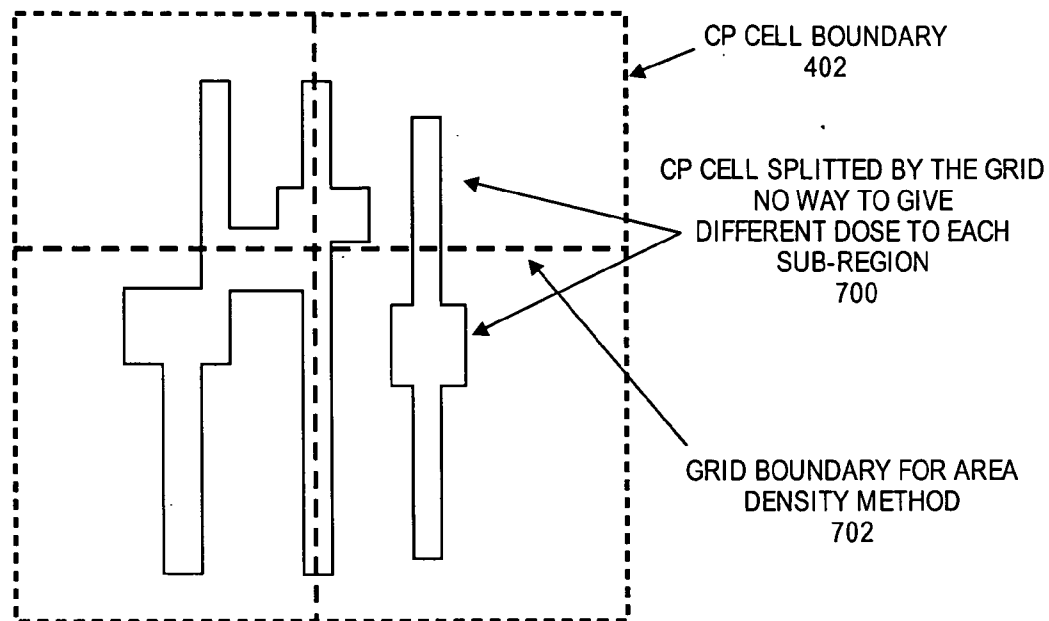 CP CELL BOUNDARY
402
CP CELL SPLITTED BY THE GRID
NO WAY TO GIVE
DIFFERENT DOSE TO EACH
SUB-REGION
700
GRID BOUNDARY FOR AREA
DENSITY METHOD
702